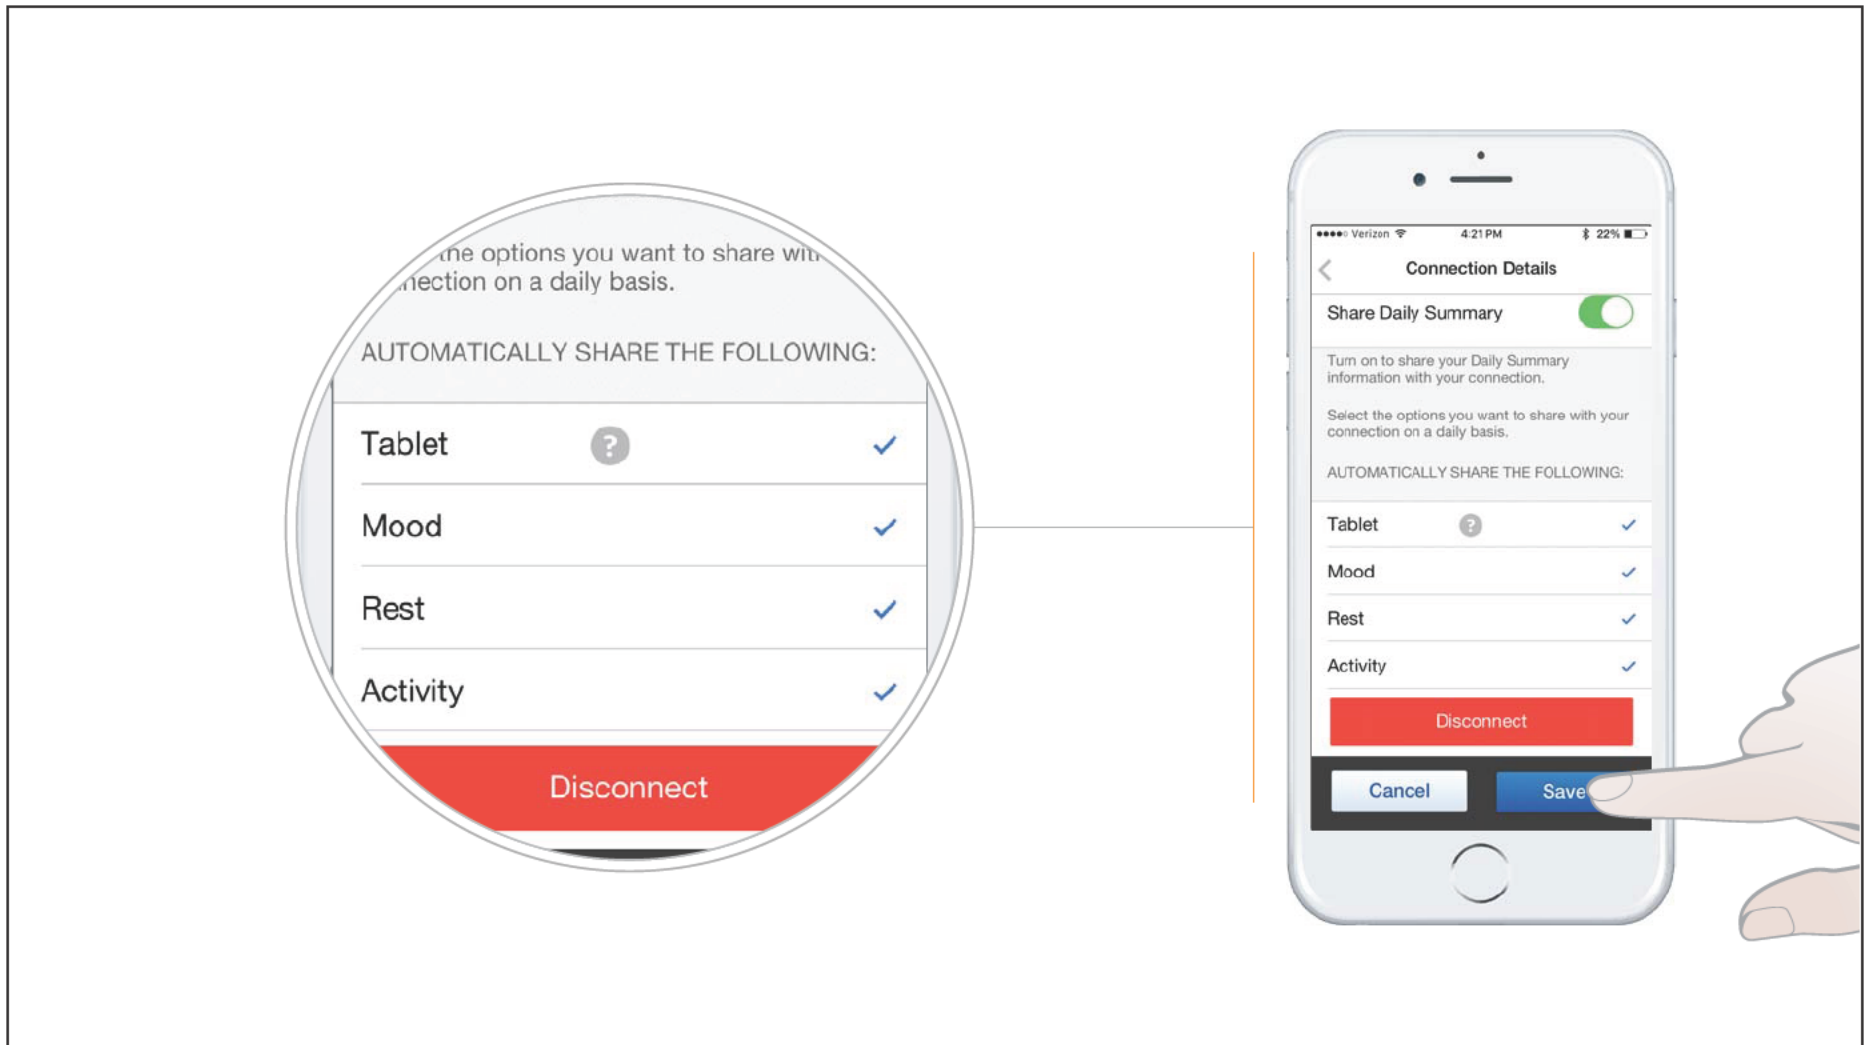 the options you want to share with
nection on a daily basis.
AUTOMATICALLY SHARE THE FOLLOWING:
Tablet ?
Mood
Rest
Activity
Disconnect
Verizon 4:21 PM 22%
Connection Details
Share Daily Summary
Turn on to share your Daily Summary
information with your connection.
Select the options you want to share with your
connection on a daily basis.
AUTOMATICALLY SHARE THE FOLLOWING:
Tablet ?
Mood
Rest
Activity
Disconnect
Cancel Save